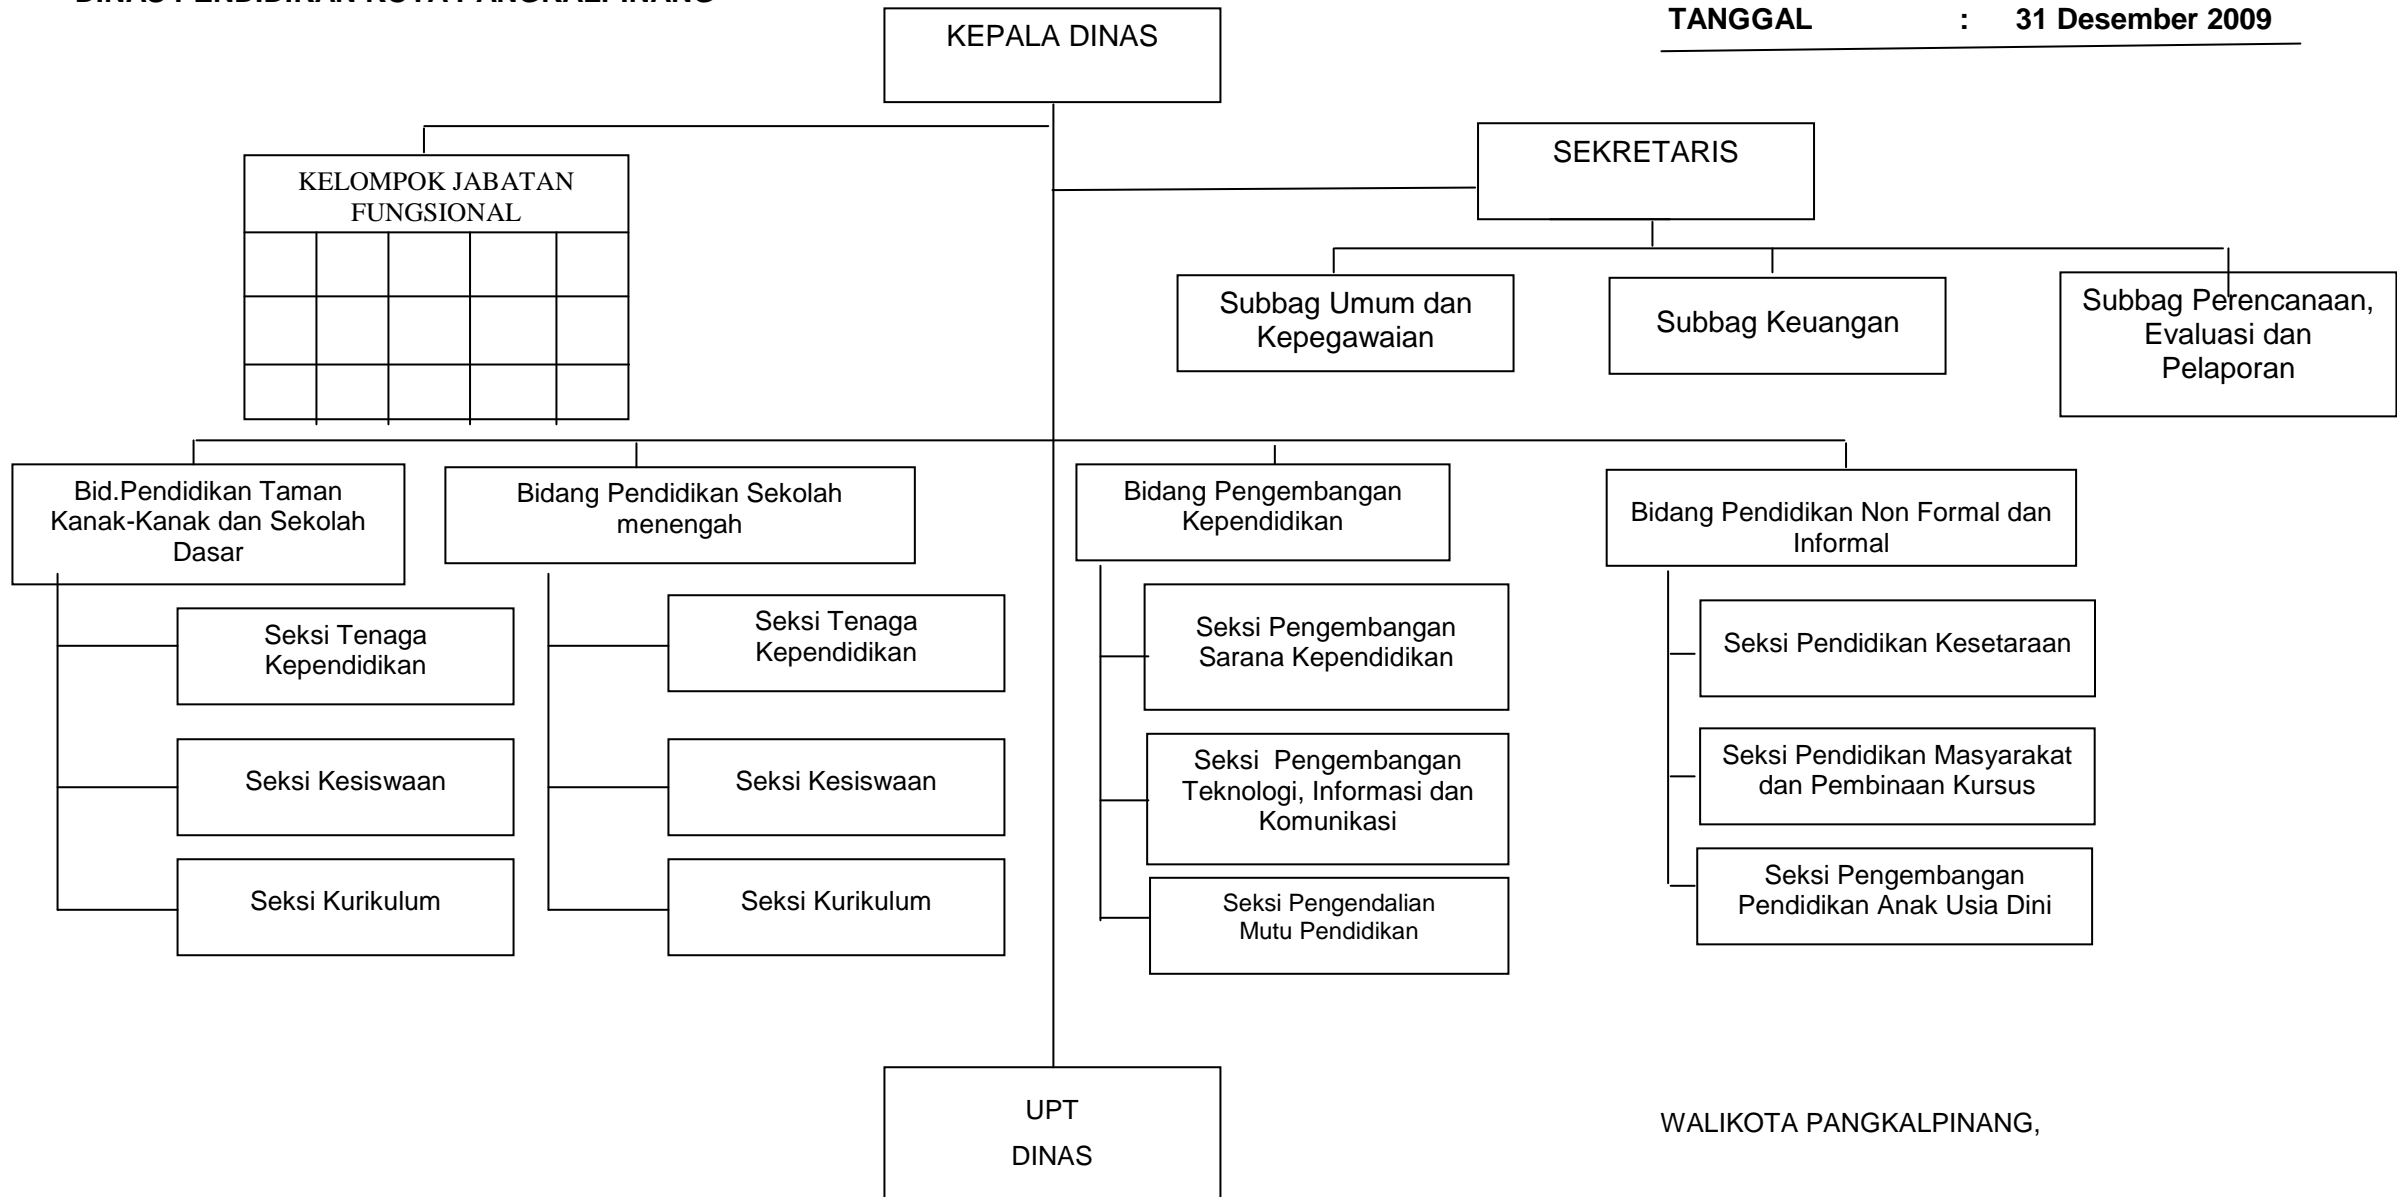 DINAS PENDIDIKAN KOTA PANGKALPINANG
TANGGAL : 31 Desember 2009
KEPALA DINAS
KELOMPOK JABATAN
FUNGSIONAL
SEKRETARIS
Subbag Umum dan
Kepegawaian
Subbag Keuangan
Subbag Perencanaan,
Evaluasi dan
Pelaporan
Bid.Pendidikan Taman
Kanak-Kanak dan Sekolah
Dasar
Seksi Tenaga
Kependidikan
Seksi Kesiswaan
Seksi Kurikulum
Bidang Pendidikan Sekolah
menengah
Seksi Tenaga
Kependidikan
Seksi Kesiswaan
Seksi Kurikulum
Bidang Pengembangan
Kependidikan
Seksi Pengembangan
Sarana Kependidikan
Seksi  Pengembangan
Teknologi, Informasi dan
Komunikasi
Seksi Pengendalian
Mutu Pendidikan
Bidang Pendidikan Non Formal dan
Informal
Seksi Pendidikan Kesetaraan
Seksi Pendidikan Masyarakat
dan Pembinaan Kursus
Seksi Pengembangan
Pendidikan Anak Usia Dini
UPT
DINAS
WALIKOTA PANGKALPINANG,